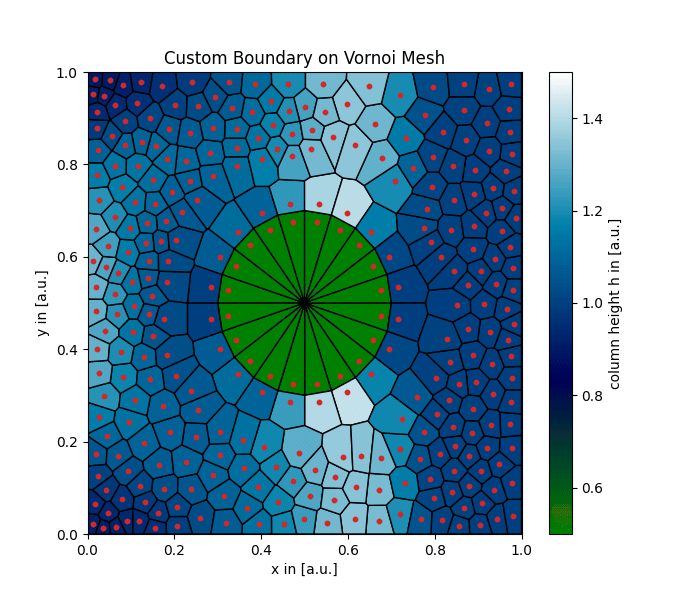 Custom Boundary on Vornoi Mesh
1.0
0.8
0.6
0.4
0.2
0.0
y in [a.u.]
0.0 0.2 0.4 0.6 0.8 1.0
x in [a.u.]
1.4
1.2
1.0
0.8
0.6
column height h in [a.u.]